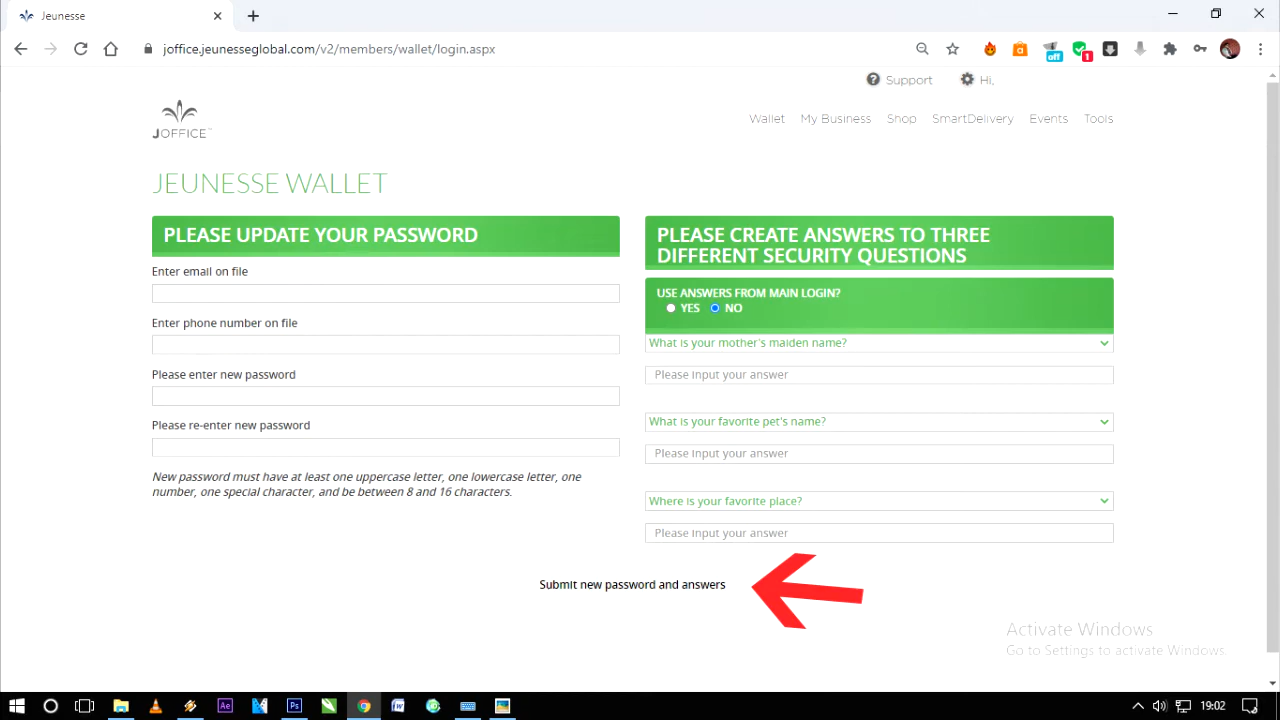 Jeunesse
joffice.jeunesseglobal.com/v2/members/wallet/login.aspx
off
1
Support
Hi,
JOFFICE
Wallet
My Business
Shop
SmartDelivery
Events
Tools
JEUNESSE WALLET
PLEASE UPDATE YOUR PASSWORD
Enter email on file
Enter phone number on file
Please enter new password
Please re-enter new password
New password must have at least one uppercase letter, one lowercase letter, one
number, one special character, and be between 8 and 16 characters.
PLEASE CREATE ANSWERS TO THREE
DIFFERENT SECURITY QUESTIONS
USE ANSWERS FROM MAIN LOGIN?
YES NO
What is your mother's maiden name?
Please input your answer
What is your favorite pet's name?
Please input your answer
Where is your favorite place?
Please input your answer
Submit new password and answers
Activate Windows
Go to Settings to activate Windows.
Ae
Ps
W
19:02